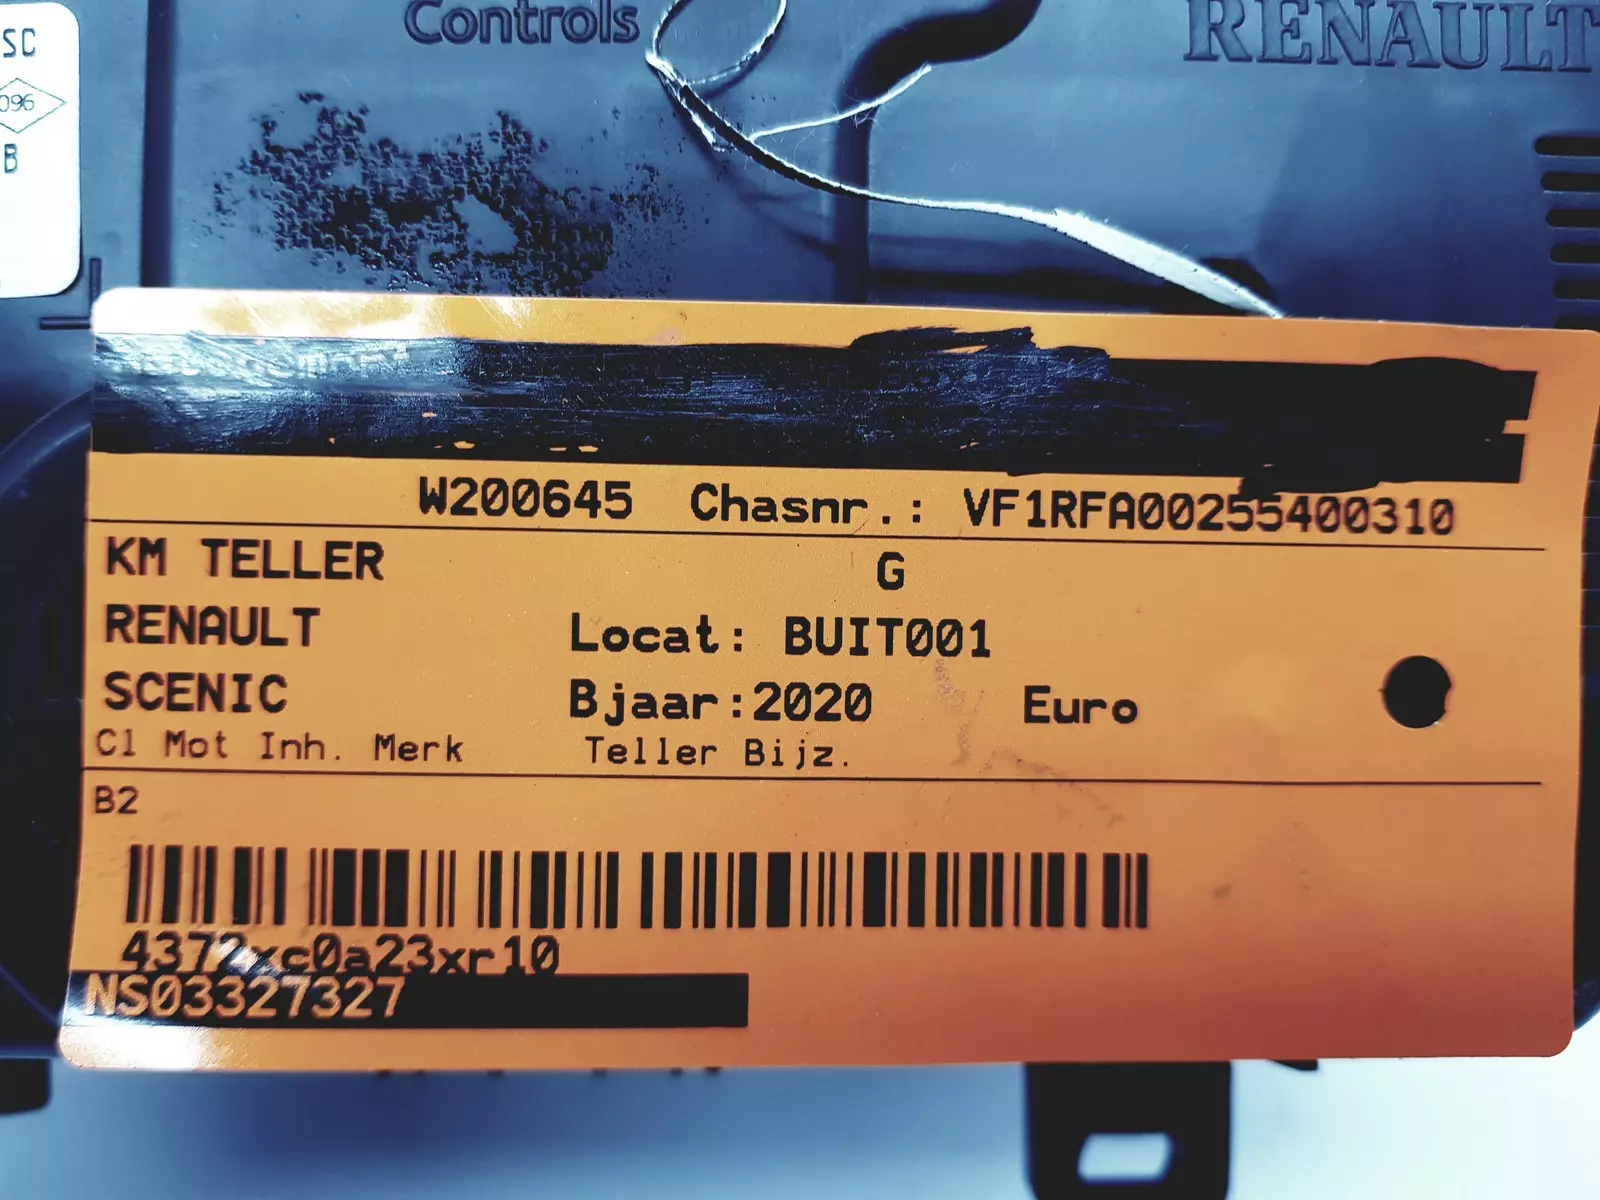 Controls
RENAULT
SC
096
B
W200645 Chasnr.: VF1RFA00255400310
KM TELLER G
RENAULT Locat: BUIT001
SCENIC Bjaar:2020 Euro
Cl Mot Inh. Merk Teller Bijz.
B2
4372xc0a23xr10
NS03327327